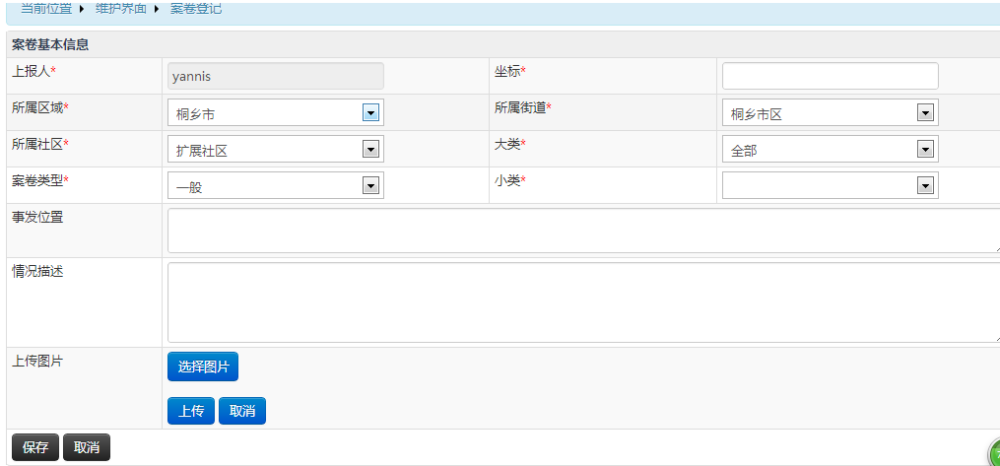 当前位置 维护界面 案卷登记
案卷基本信息
上报人* yannis 坐标*
所属区域* 桐乡市 所属街道* 桐乡市区
所属社区* 扩展社区 大类* 全部
案卷类型* 一般 小类*
事发位置
情况描述
上传图片 选择图片
上传 取消
保存 取消